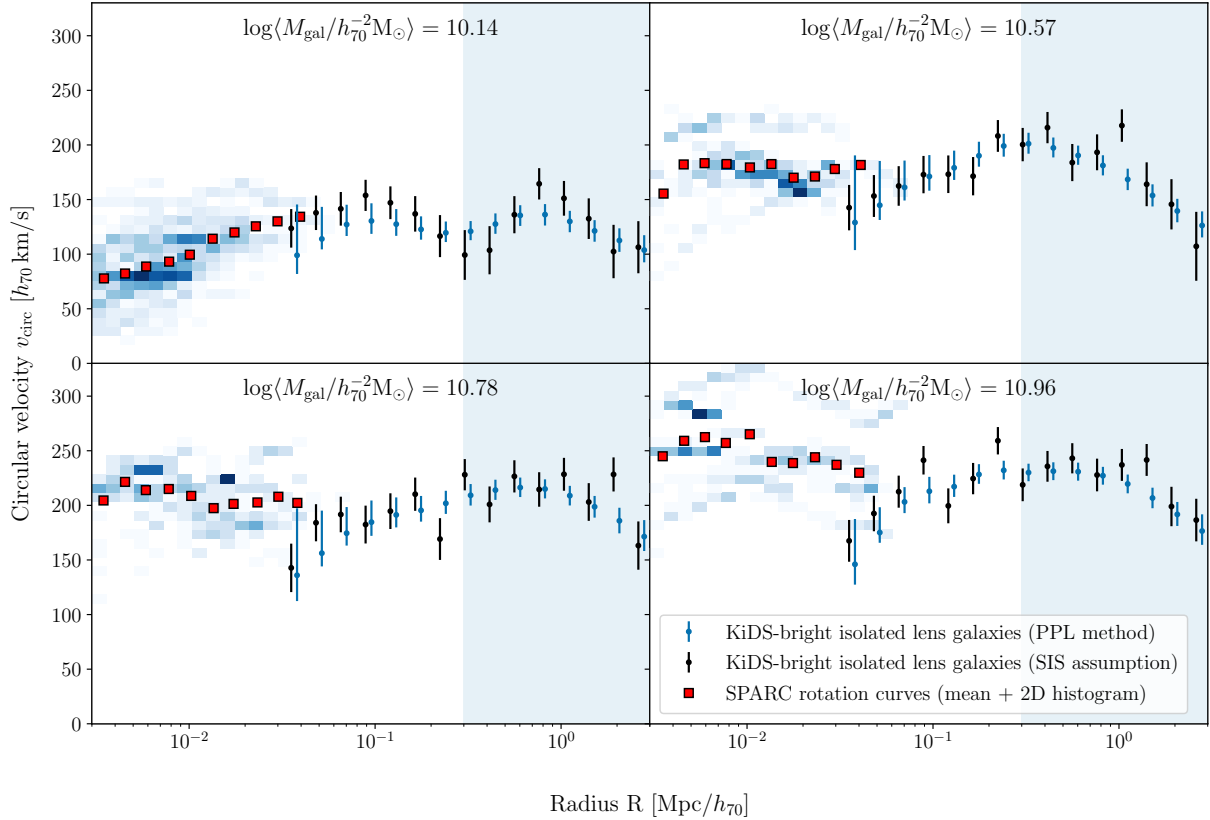 log⟨M_gal/h_70^−2 M_⊙⟩ = 10.14
log⟨M_gal/h_70^−2 M_⊙⟩ = 10.57
300
250
200
150
100
50
0
log⟨M_gal/h_70^−2 M_⊙⟩ = 10.78
log⟨M_gal/h_70^−2 M_⊙⟩ = 10.96
300
250
200
150
100
50
0
Circular velocity v_circ [h_70 km/s]
KiDS-bright isolated lens galaxies (PPL method)
KiDS-bright isolated lens galaxies (SIS assumption)
SPARC rotation curves (mean + 2D histogram)
10^−2 10^−1 10^0 10^−2 10^−1 10^0
Radius R [Mpc/h_70]